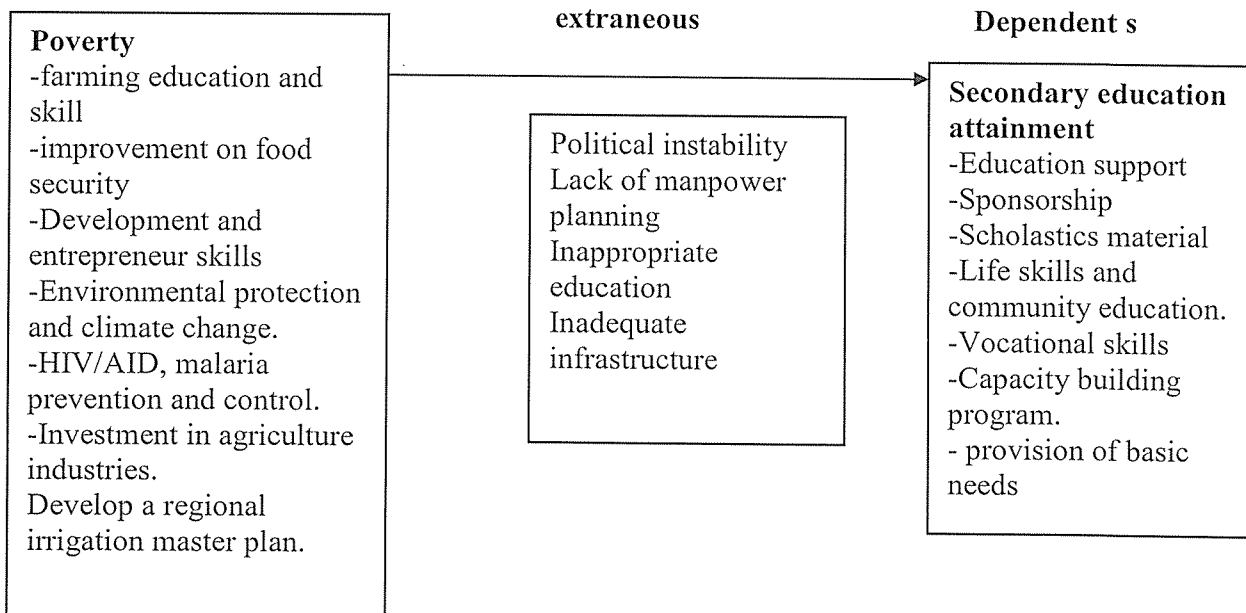 extraneous
Dependent s
Poverty
-farming education and
skill
-improvement on food
security
-Development and
entrepreneur skills
-Environmental protection
and climate change.
-HIV/AID, malaria
prevention and control.
-Investment in agriculture
industries.
Develop a regional
irrigation master plan.
Political instability
Lack of manpower
planning
Inappropriate
education
Inadequate
infrastructure
Secondary education
attainment
-Education support
-Sponsorship
-Scholastics material
-Life skills and
community education.
-Vocational skills
-Capacity building
program.
- provision of basic
needs